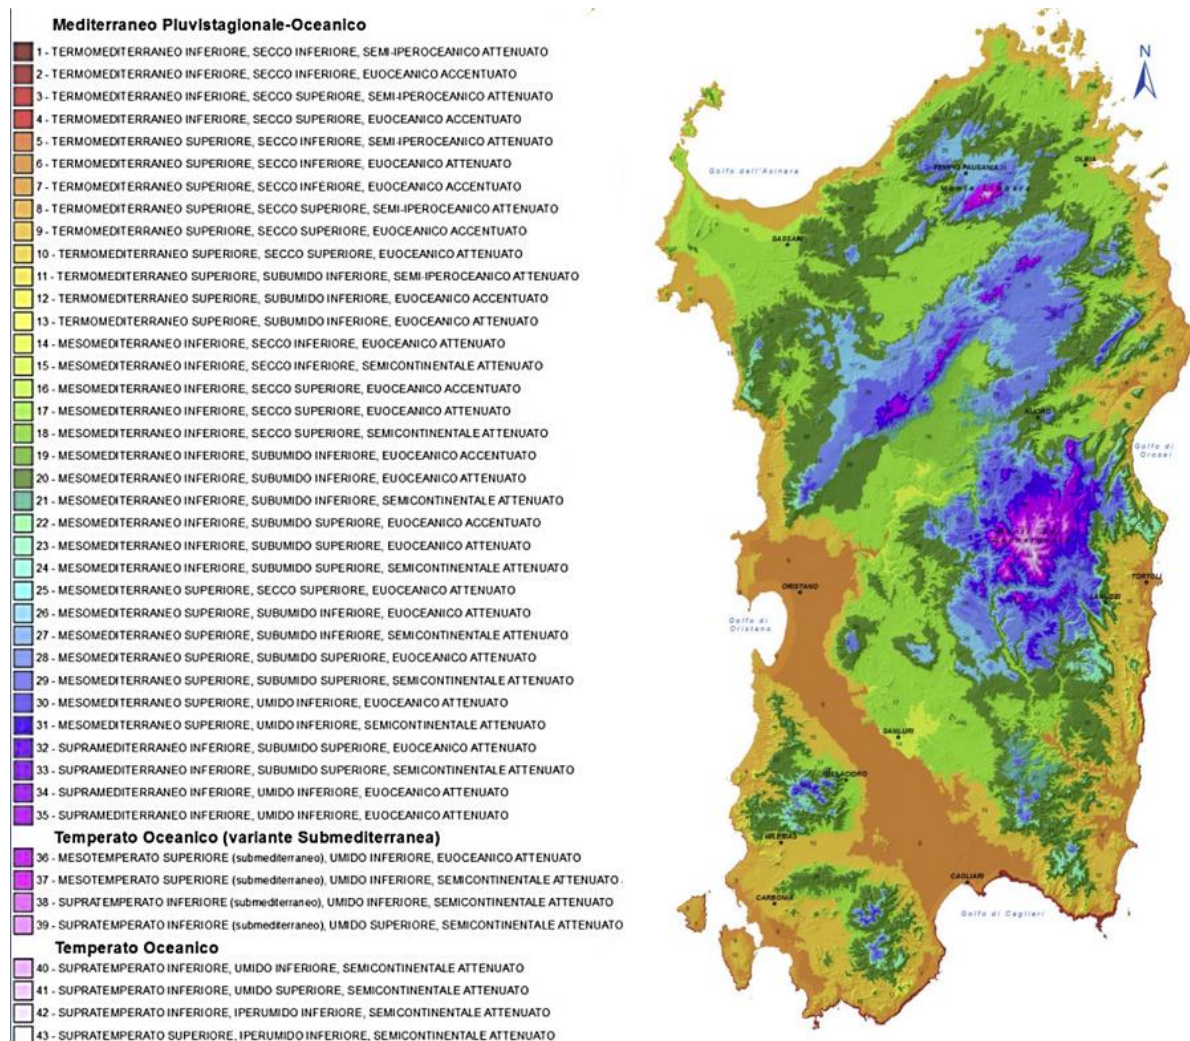 Mediterraneo Pluvistagionale-Oceanico
1 - TERMOMEDITERRANEO INFERIORE, SECCO INFERIORE, SEMI-IPEROCEANICO ATTENUATO
2 - TERMOMEDITERRANEO INFERIORE, SECCO INFERIORE, EUOCEANICO ACCENTUATO
3 - TERMOMEDITERRANEO INFERIORE, SECCO SUPERIORE, SEMI-IPEROCEANICO ATTENUATO
4 - TERMOMEDITERRANEO INFERIORE, SECCO SUPERIORE, EUOCEANICO ACCENTUATO
5 - TERMOMEDITERRANEO SUPERIORE, SECCO INFERIORE, SEMI-IPEROCEANICO ATTENUATO
6 - TERMOMEDITERRANEO SUPERIORE, SECCO INFERIORE, EUOCEANICO ATTENUATO
7 - TERMOMEDITERRANEO SUPERIORE, SECCO INFERIORE, EUOCEANICO ACCENTUATO
8 - TERMOMEDITERRANEO SUPERIORE, SECCO SUPERIORE, SEMI-IPEROCEANICO ATTENUATO
9 - TERMOMEDITERRANEO SUPERIORE, SECCO SUPERIORE, EUOCEANICO ACCENTUATO
10 - TERMOMEDITERRANEO SUPERIORE, SECCO SUPERIORE, EUOCEANICO ATTENUATO
11 - TERMOMEDITERRANEO SUPERIORE, SUBUMIDO INFERIORE, SEMI-IPEROCEANICO ATTENUATO
12 - TERMOMEDITERRANEO SUPERIORE, SUBUMIDO INFERIORE, EUOCEANICO ACCENTUATO
13 - TERMOMEDITERRANEO SUPERIORE, SUBUMIDO INFERIORE, EUOCEANICO ATTENUATO
14 - MESOMEDITERRANEO INFERIORE, SECCO INFERIORE, EUOCEANICO ATTENUATO
15 - MESOMEDITERRANEO INFERIORE, SECCO INFERIORE, SEMICONTINENTALE ATTENUATO
16 - MESOMEDITERRANEO INFERIORE, SECCO SUPERIORE, EUOCEANICO ACCENTUATO
17 - MESOMEDITERRANEO INFERIORE, SECCO SUPERIORE, EUOCEANICO ATTENUATO
18 - MESOMEDITERRANEO INFERIORE, SECCO SUPERIORE, SEMICONTINENTALE ATTENUATO
19 - MESOMEDITERRANEO INFERIORE, SUBUMIDO INFERIORE, EUOCEANICO ACCENTUATO
20 - MESOMEDITERRANEO INFERIORE, SUBUMIDO INFERIORE, EUOCEANICO ATTENUATO
21 - MESOMEDITERRANEO INFERIORE, SUBUMIDO INFERIORE, SEMICONTINENTALE ATTENUATO
22 - MESOMEDITERRANEO INFERIORE, SUBUMIDO SUPERIORE, EUOCEANICO ACCENTUATO
23 - MESOMEDITERRANEO INFERIORE, SUBUMIDO SUPERIORE, EUOCEANICO ATTENUATO
24 - MESOMEDITERRANEO INFERIORE, SUBUMIDO SUPERIORE, SEMICONTINENTALE ATTENUATO
25 - MESOMEDITERRANEO SUPERIORE, SECCO SUPERIORE, EUOCEANICO ATTENUATO
26 - MESOMEDITERRANEO SUPERIORE, SUBUMIDO INFERIORE, EUOCEANICO ATTENUATO
27 - MESOMEDITERRANEO SUPERIORE, SUBUMIDO INFERIORE, SEMICONTINENTALE ATTENUATO
28 - MESOMEDITERRANEO SUPERIORE, SUBUMIDO SUPERIORE, EUOCEANICO ATTENUATO
29 - MESOMEDITERRANEO SUPERIORE, SUBUMIDO SUPERIORE, SEMICONTINENTALE ATTENUATO
30 - MESOMEDITERRANEO SUPERIORE, UMIDO INFERIORE, EUOCEANICO ATTENUATO
31 - MESOMEDITERRANEO SUPERIORE, UMIDO INFERIORE, SEMICONTINENTALE ATTENUATO
32 - SUPRAMEDITERRANEO INFERIORE, SUBUMIDO SUPERIORE, EUOCEANICO ATTENUATO
33 - SUPRAMEDITERRANEO INFERIORE, SUBUMIDO SUPERIORE, SEMICONTINENTALE ATTENUATO
34 - SUPRAMEDITERRANEO INFERIORE, UMIDO INFERIORE, EUOCEANICO ATTENUATO
35 - SUPRAMEDITERRANEO INFERIORE, UMIDO INFERIORE, EUOCEANICO ATTENUATO
Temperato Oceanico (variante Submediterranea)
36 - MESOTEMPERATO SUPERIORE (submediterraneo), UMIDO INFERIORE, EUOCEANICO ATTENUATO
37 - MESOTEMPERATO SUPERIORE (submediterraneo), UMIDO INFERIORE, SEMICONTINENTALE ATTENUATO
38 - SUPRATEMPERATO INFERIORE (submediterraneo), UMIDO INFERIORE, SEMICONTINENTALE ATTENUATO
39 - SUPRATEMPERATO INFERIORE (submediterraneo), UMIDO SUPERIORE, SEMICONTINENTALE ATTENUATO
Temperato Oceanico
40 - SUPRATEMPERATO INFERIORE, UMIDO INFERIORE, SEMICONTINENTALE ATTENUATO
41 - SUPRATEMPERATO INFERIORE, UMIDO SUPERIORE, SEMICONTINENTALE ATTENUATO
42 - SUPRATEMPERATO INFERIORE, IPERUMIDO INFERIORE, SEMICONTINENTALE ATTENUATO
43 - SUPRATEMPERATO SUPERIORE, IPERUMIDO INFERIORE, SEMICONTINENTALE ATTENUATO
N
Golfo dell'Asinara
TEMPIO PAUSANIA
OLBIA
SASSARI
NUORO
Golfo di
Orosei
ORISTANO
TORTOLI
LANUSEI
Golfo di
Oristano
SANLURI
IGLESIAS
CARBONIA
CAGLIARI
Golfo di Cagliari